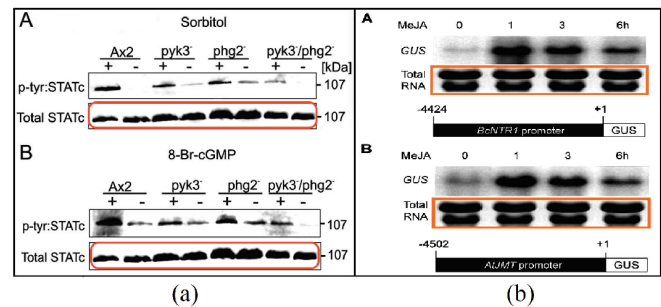 A
Sorbitol
Ax2 pyk3- phg2- pyk3-/phg2-
+ - + - + - + - [kDa]
p-tyr:STATc 107
Total STATc 107
B
8-Br-cGMP
Ax2 pyk3- phg2- pyk3-/phg2-
+ - + - + - + -
p-tyr:STATc 107
Total STATc 107
(a)
A
MeJA 0 1 3 6h
GUS
Total
RNA
-4424 +1
BcNTR1 promoter GUS
B
MeJA 0 1 3 6h
GUS
Total
RNA
-4502 +1
AtJMT promoter GUS
(b)